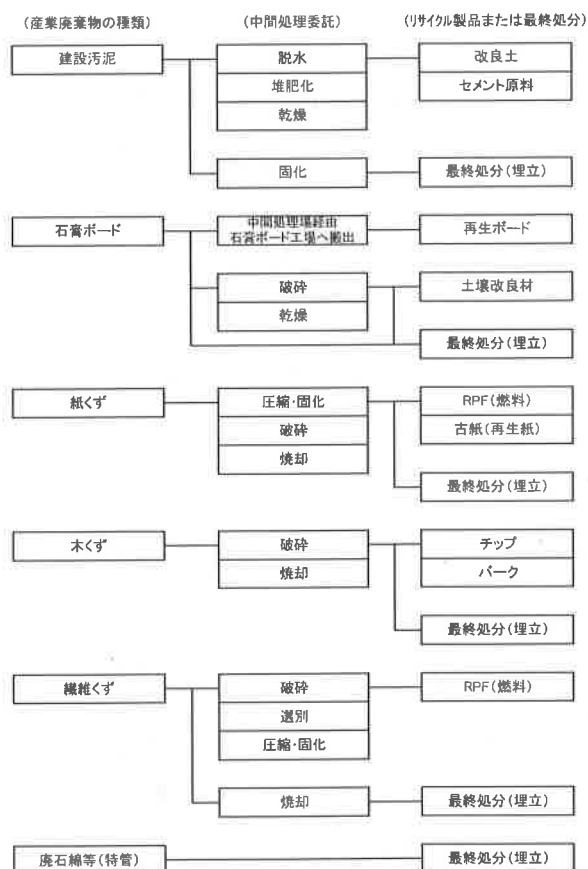 (産業廃棄物の種類) (中間処理委託) (リサイクル製品または最終処分)
建設汚泥 脱水 改良土
堆肥化 セメント原料
乾燥
固化 最終処分(埋立)
石膏ボード 中間処理場経由 再生ボード
石膏ボード工場へ搬出
破砕 土壌改良材
乾燥
最終処分(埋立)
紙くず 圧縮・固化 RPF(燃料)
破砕 古紙(再生紙)
焼却
最終処分(埋立)
木くず 破砕 チップ
焼却 バーク
最終処分(埋立)
繊維くず 破砕 RPF(燃料)
選別
圧縮・固化
焼却 最終処分(埋立)
廃石綿等(特管) 最終処分(埋立)